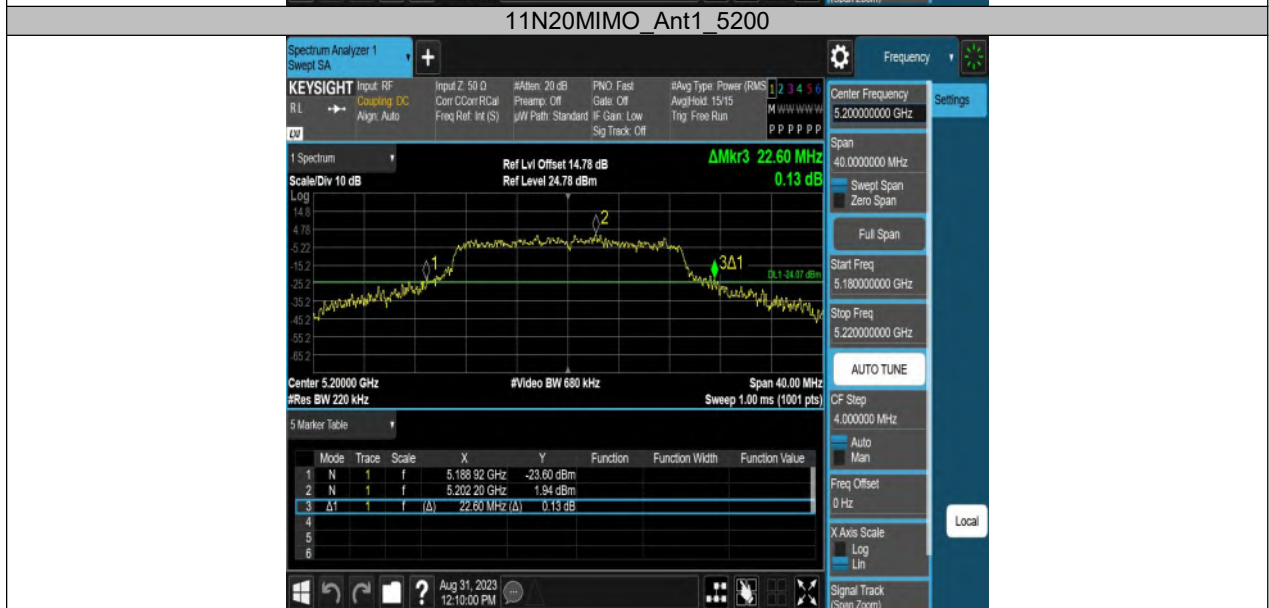 (Span Zoom)
11N20MIMO_Ant1_5200
Spectrum Analyzer 1
Swept SA
+
Frequency
KEYSIGHT
RL
LXI
Input: RF
Coupling: DC
Align: Auto
Input Z: 50 Ω
Corr CCorr RCal
Freq Ref: Int (S)
#Atten: 20 dB
Preamp: Off
µW Path: Standard
PNO: Fast
Gate: Off
IF Gain: Low
Sig Track: Off
#Avg Type: Power (RMS
Avg|Hold: 15/15
Trig: Free Run
1 2 3 4 5 6
M W W W W W
P P P P P P
Center Frequency
5.200000000 GHz
Settings
Span
40.0000000 MHz
Swept Span
Zero Span
Full Span
Start Freq
5.180000000 GHz
Stop Freq
5.220000000 GHz
AUTO TUNE
CF Step
4.000000 MHz
Auto
Man
Freq Offset
0 Hz
X Axis Scale
Log
Lin
Signal Track
(Span Zoom)
Local
1 Spectrum
Scale/Div 10 dB
Ref Lvl Offset 14.78 dB
Ref Level 24.78 dBm
ΔMkr3 22.60 MHz
0.13 dB
Log
14.8
4.78
-5.22
-15.2
-25.2
-35.2
-45.2
-55.2
-65.2
1
2
3Δ1
DL1 -24.07 dBm
Center 5.20000 GHz
#Video BW 680 kHz
Span 40.00 MHz
#Res BW 220 kHz
Sweep 1.00 ms (1001 pts)
5 Marker Table
Mode Trace Scale X Y Function Function Width Function Value
1 N 1 f 5.188 92 GHz -23.60 dBm
2 N 1 f 5.202 20 GHz 1.94 dBm
3 Δ1 1 f (Δ) 22.60 MHz (Δ) 0.13 dB
4
5
6
?
Aug 31, 2023
12:10:00 PM